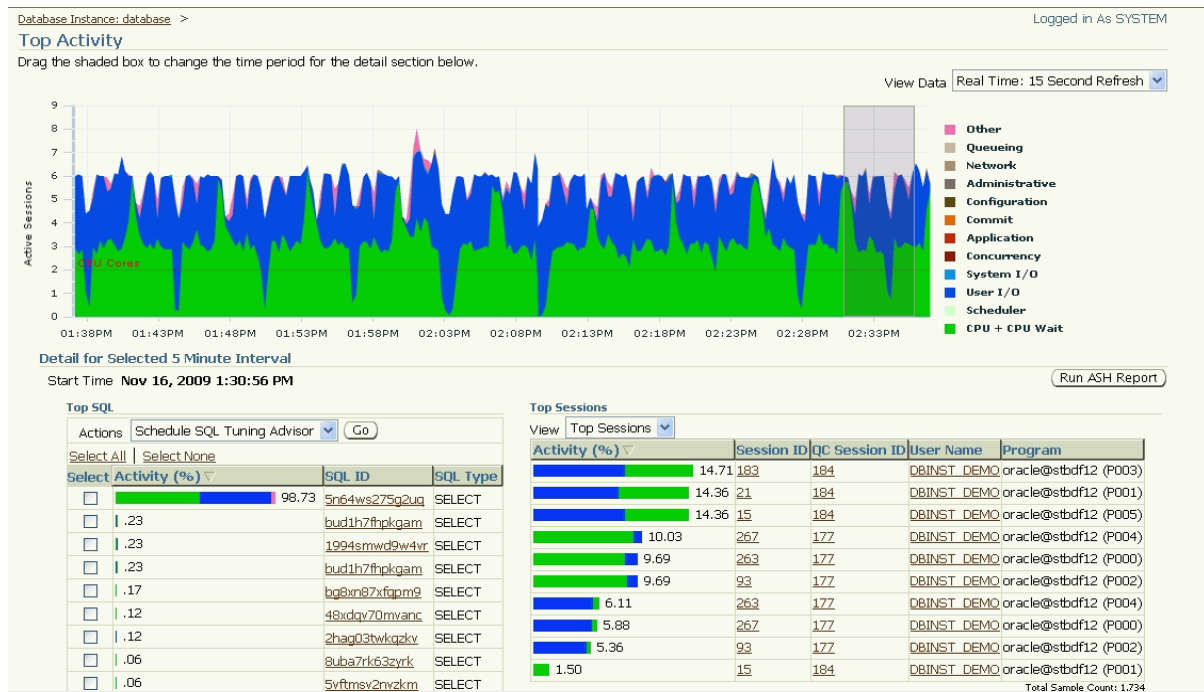 Database Instance: database >
Logged in As SYSTEM
Top Activity
Drag the shaded box to change the time period for the detail section below.
View Data Real Time: 15 Second Refresh
9
8
7
6
5
4
3
2
1
0
Active Sessions
CPU Cores
01:38PM 01:43PM 01:48PM 01:53PM 01:58PM 02:03PM 02:08PM 02:13PM 02:18PM 02:23PM 02:28PM 02:33PM
Other
Queueing
Network
Administrative
Configuration
Commit
Application
Concurrency
System I/O
User I/O
Scheduler
CPU + CPU Wait
Detail for Selected 5 Minute Interval
Start Time Nov 16, 2009 1:30:56 PM
Run ASH Report
Top SQL
Actions Schedule SQL Tuning Advisor Go
Select All | Select None
Select Activity (%) SQL ID SQL Type
98.73 5n64ws275g2uq SELECT
.23 bud1h7fhpkgam SELECT
.23 1994smwd9w4vr SELECT
.23 bud1h7fhpkgam SELECT
.17 bg8xn87xfqpm9 SELECT
.12 48xdqv70mvanc SELECT
.12 2hag03twkqzkv SELECT
.06 8uba7rk63zyrk SELECT
.06 5vftmsv2nvzkm SELECT
Top Sessions
View Top Sessions
Activity (%) Session ID QC Session ID User Name Program
14.71 183 184 DBINST_DEMO oracle@stbdf12 (P003)
14.36 21 184 DBINST_DEMO oracle@stbdf12 (P001)
14.36 15 184 DBINST_DEMO oracle@stbdf12 (P005)
10.03 267 177 DBINST_DEMO oracle@stbdf12 (P004)
9.69 263 177 DBINST_DEMO oracle@stbdf12 (P000)
9.69 93 177 DBINST_DEMO oracle@stbdf12 (P002)
6.11 263 177 DBINST_DEMO oracle@stbdf12 (P004)
5.88 267 177 DBINST_DEMO oracle@stbdf12 (P000)
5.36 93 177 DBINST_DEMO oracle@stbdf12 (P002)
1.50 15 184 DBINST_DEMO oracle@stbdf12 (P001)
Total Sample Count: 1,734